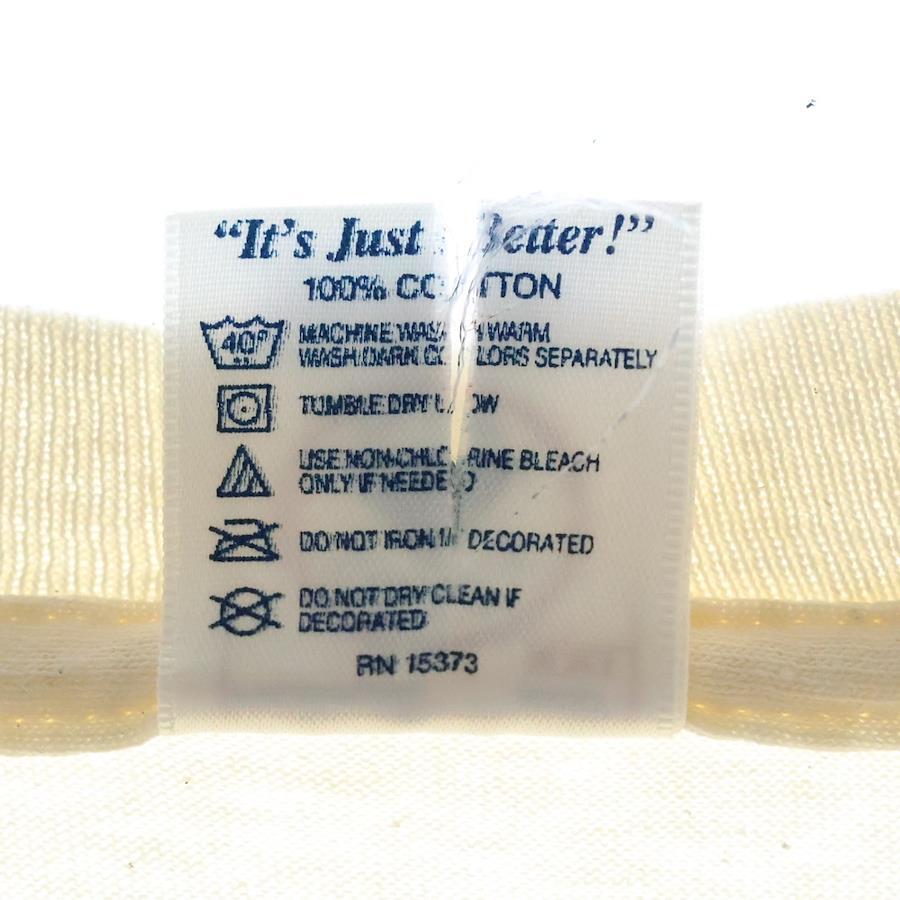 “It’s Just Better!”
100% COTTON
40°
MACHINE WASH WARM
WASH DARK COLORS SEPARATELY
TUMBLE DRY LOW
USE NON-CHLORINE BLEACH
ONLY IF NEEDED
DO NOT IRON IF DECORATED
DO NOT DRY CLEAN IF
DECORATED
RN 15373